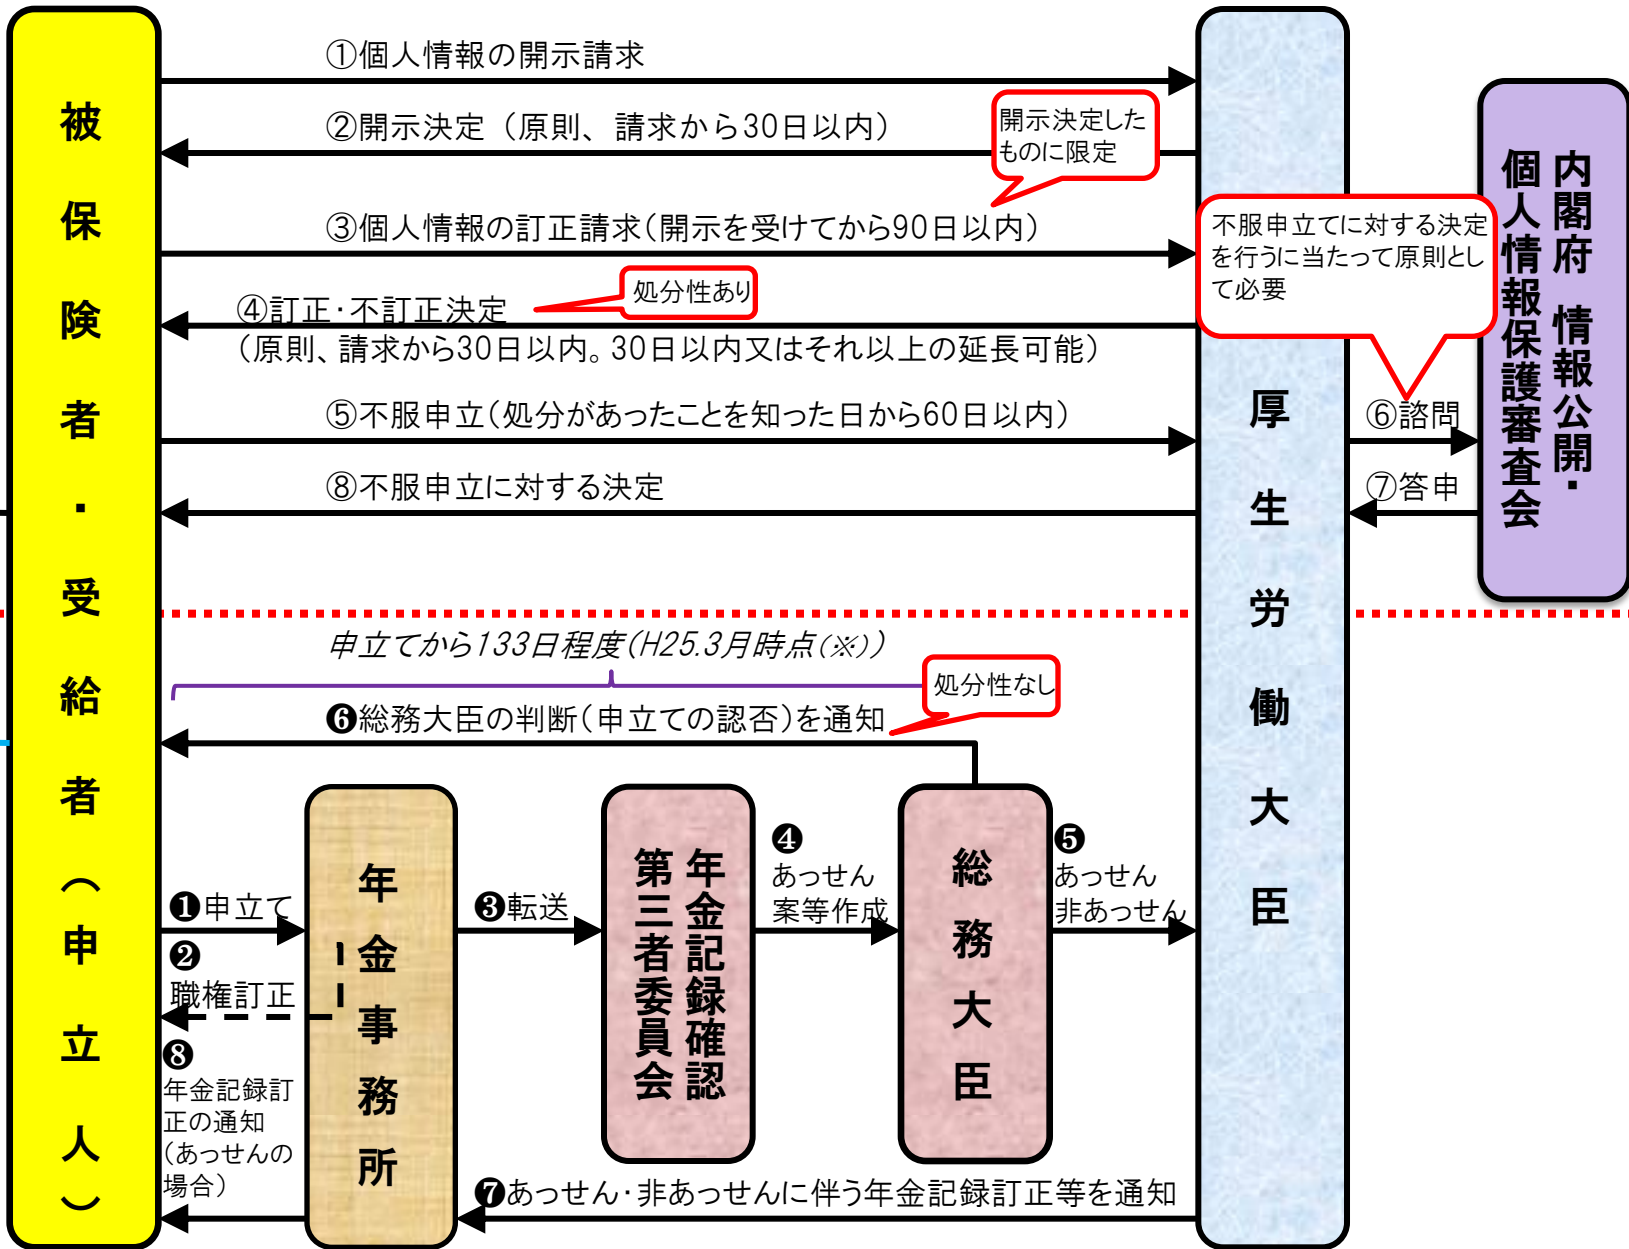 被保険者・受給者（申立人）
①個人情報の開示請求
②開示決定（原則、請求から30日以内）
開示決定した
ものに限定
③個人情報の訂正請求（開示を受けてから90日以内）
④訂正・不訂正決定
処分性あり
（原則、請求から30日以内。30日以内又はそれ以上の延長可能）
⑤不服申立（処分があったことを知った日から60日以内）
⑧不服申立に対する決定
厚生労働大臣
不服申立てに対する決定
を行うに当たって原則とし
て必要
⑥諮問
⑦答申
内閣府 情報公開・
個人情報保護審査会
申立てから133日程度（H25.3月時点（※））
処分性なし
❻総務大臣の判断（申立ての認否）を通知
❶申立て
❷
職権訂正
❽
年金記録訂
正の通知
（あっせんの
場合）
年金事務所
❸転送
年金記録確認
第三者委員会
❹
あっせん
案等作成
総務大臣
❺
あっせん
非あっせん
❼あっせん・非あっせんに伴う年金記録訂正等を通知